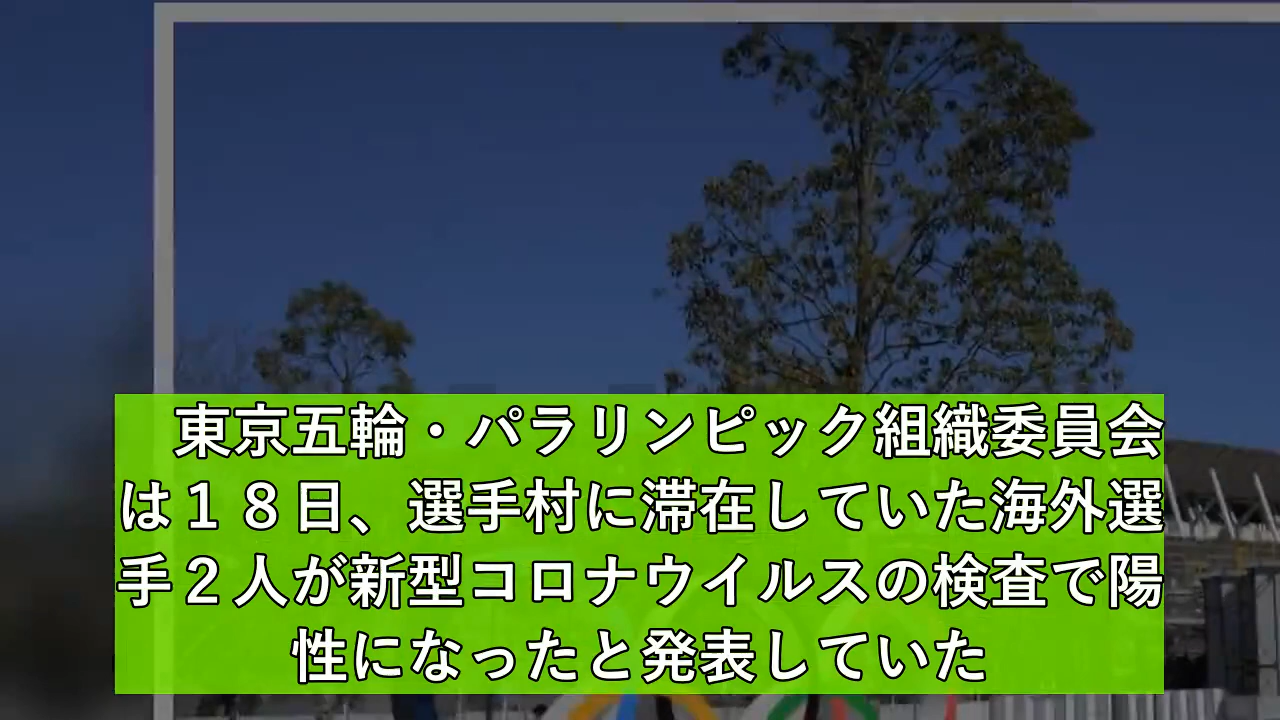 東京五輪・パラリンピック組織委員会
は１８日、選手村に滞在していた海外選
手２人が新型コロナウイルスの検査で陽
性になったと発表していた